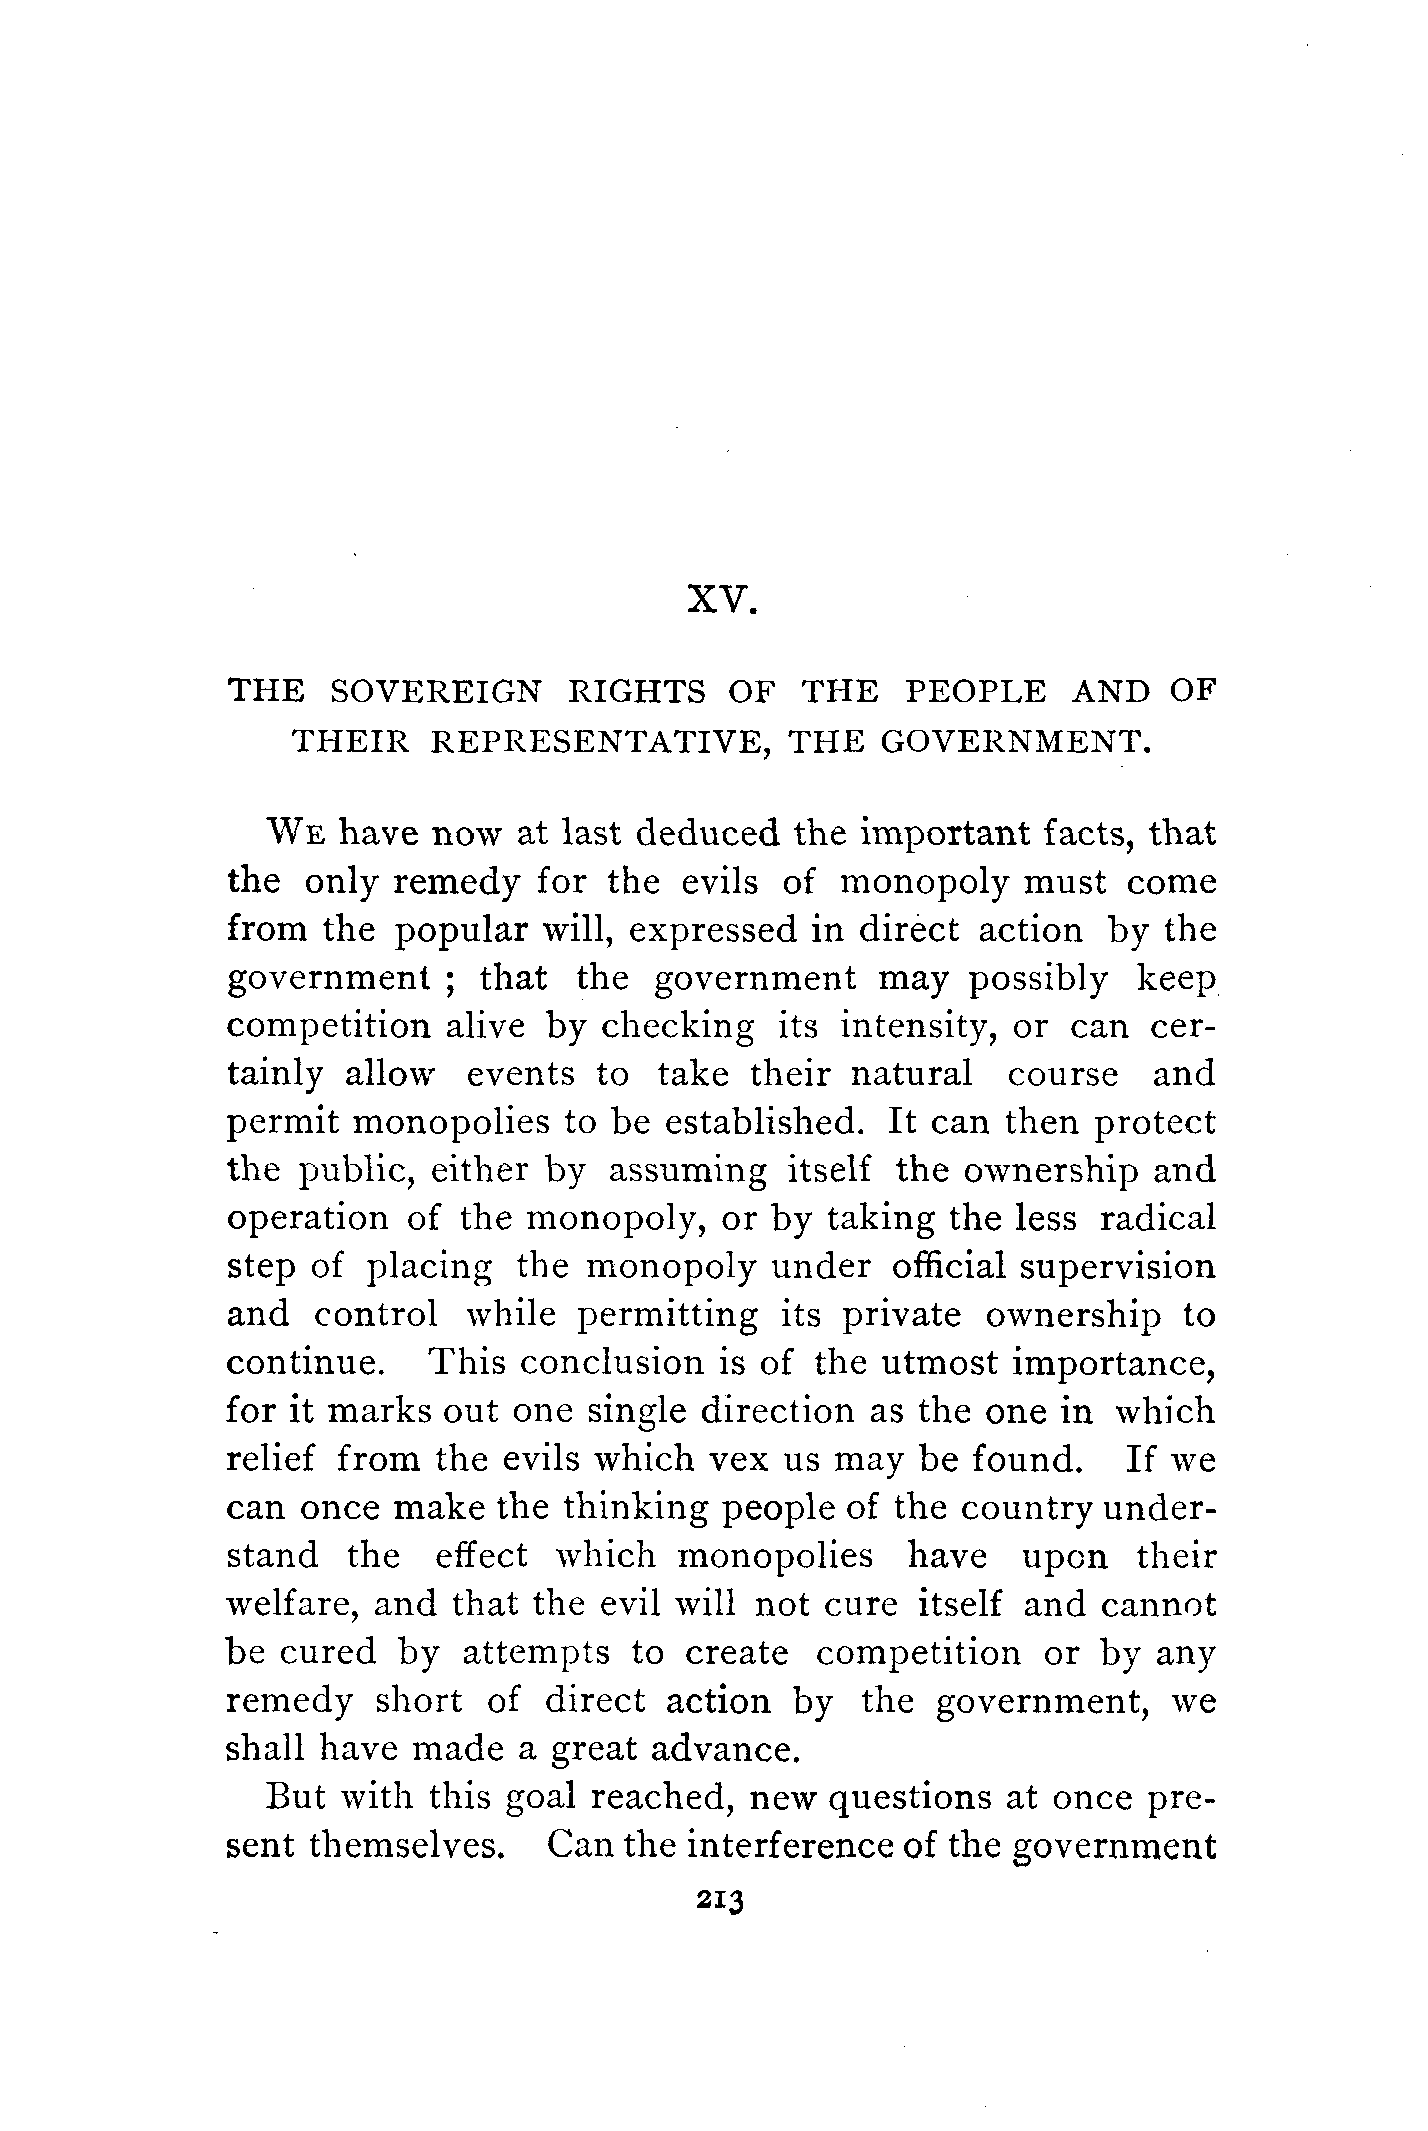 XV.
THE SOVEREIGN RIGHTS OF THE PEOPLE AND OF
THEIR REPRESENTATIVE, THE GOVERNMENT.
WE have now at last deduced the important facts, that
the only remedy for the evils of monopoly must come
from the popular will, expressed in direct action by the
government ; that the government may possibly keep
competition alive by checking its intensity, or can cer-
tainly allow events to take their natural course and
permit monopolies to be established. It can then protect
the public, either by assuming itself the ownership and
operation of the monopoly, or by taking the less radical
step of placing the monopoly under official supervision
and control while permitting its private ownership to
continue. This conclusion is of the utmost importance,
for it marks out one single direction as the one in which
relief from the evils which vex us may be found. If we
can once make the thinking people of the country under-
stand the effect which monopolies have upon their
welfare, and that the evil will not cure itself and cannot
be cured by attempts to create competition or by any
remedy short of direct action by the government, we
shall have made a great advance.
But with this goal reached, new questions at once pre-
sent themselves. Can the interference of the government
213